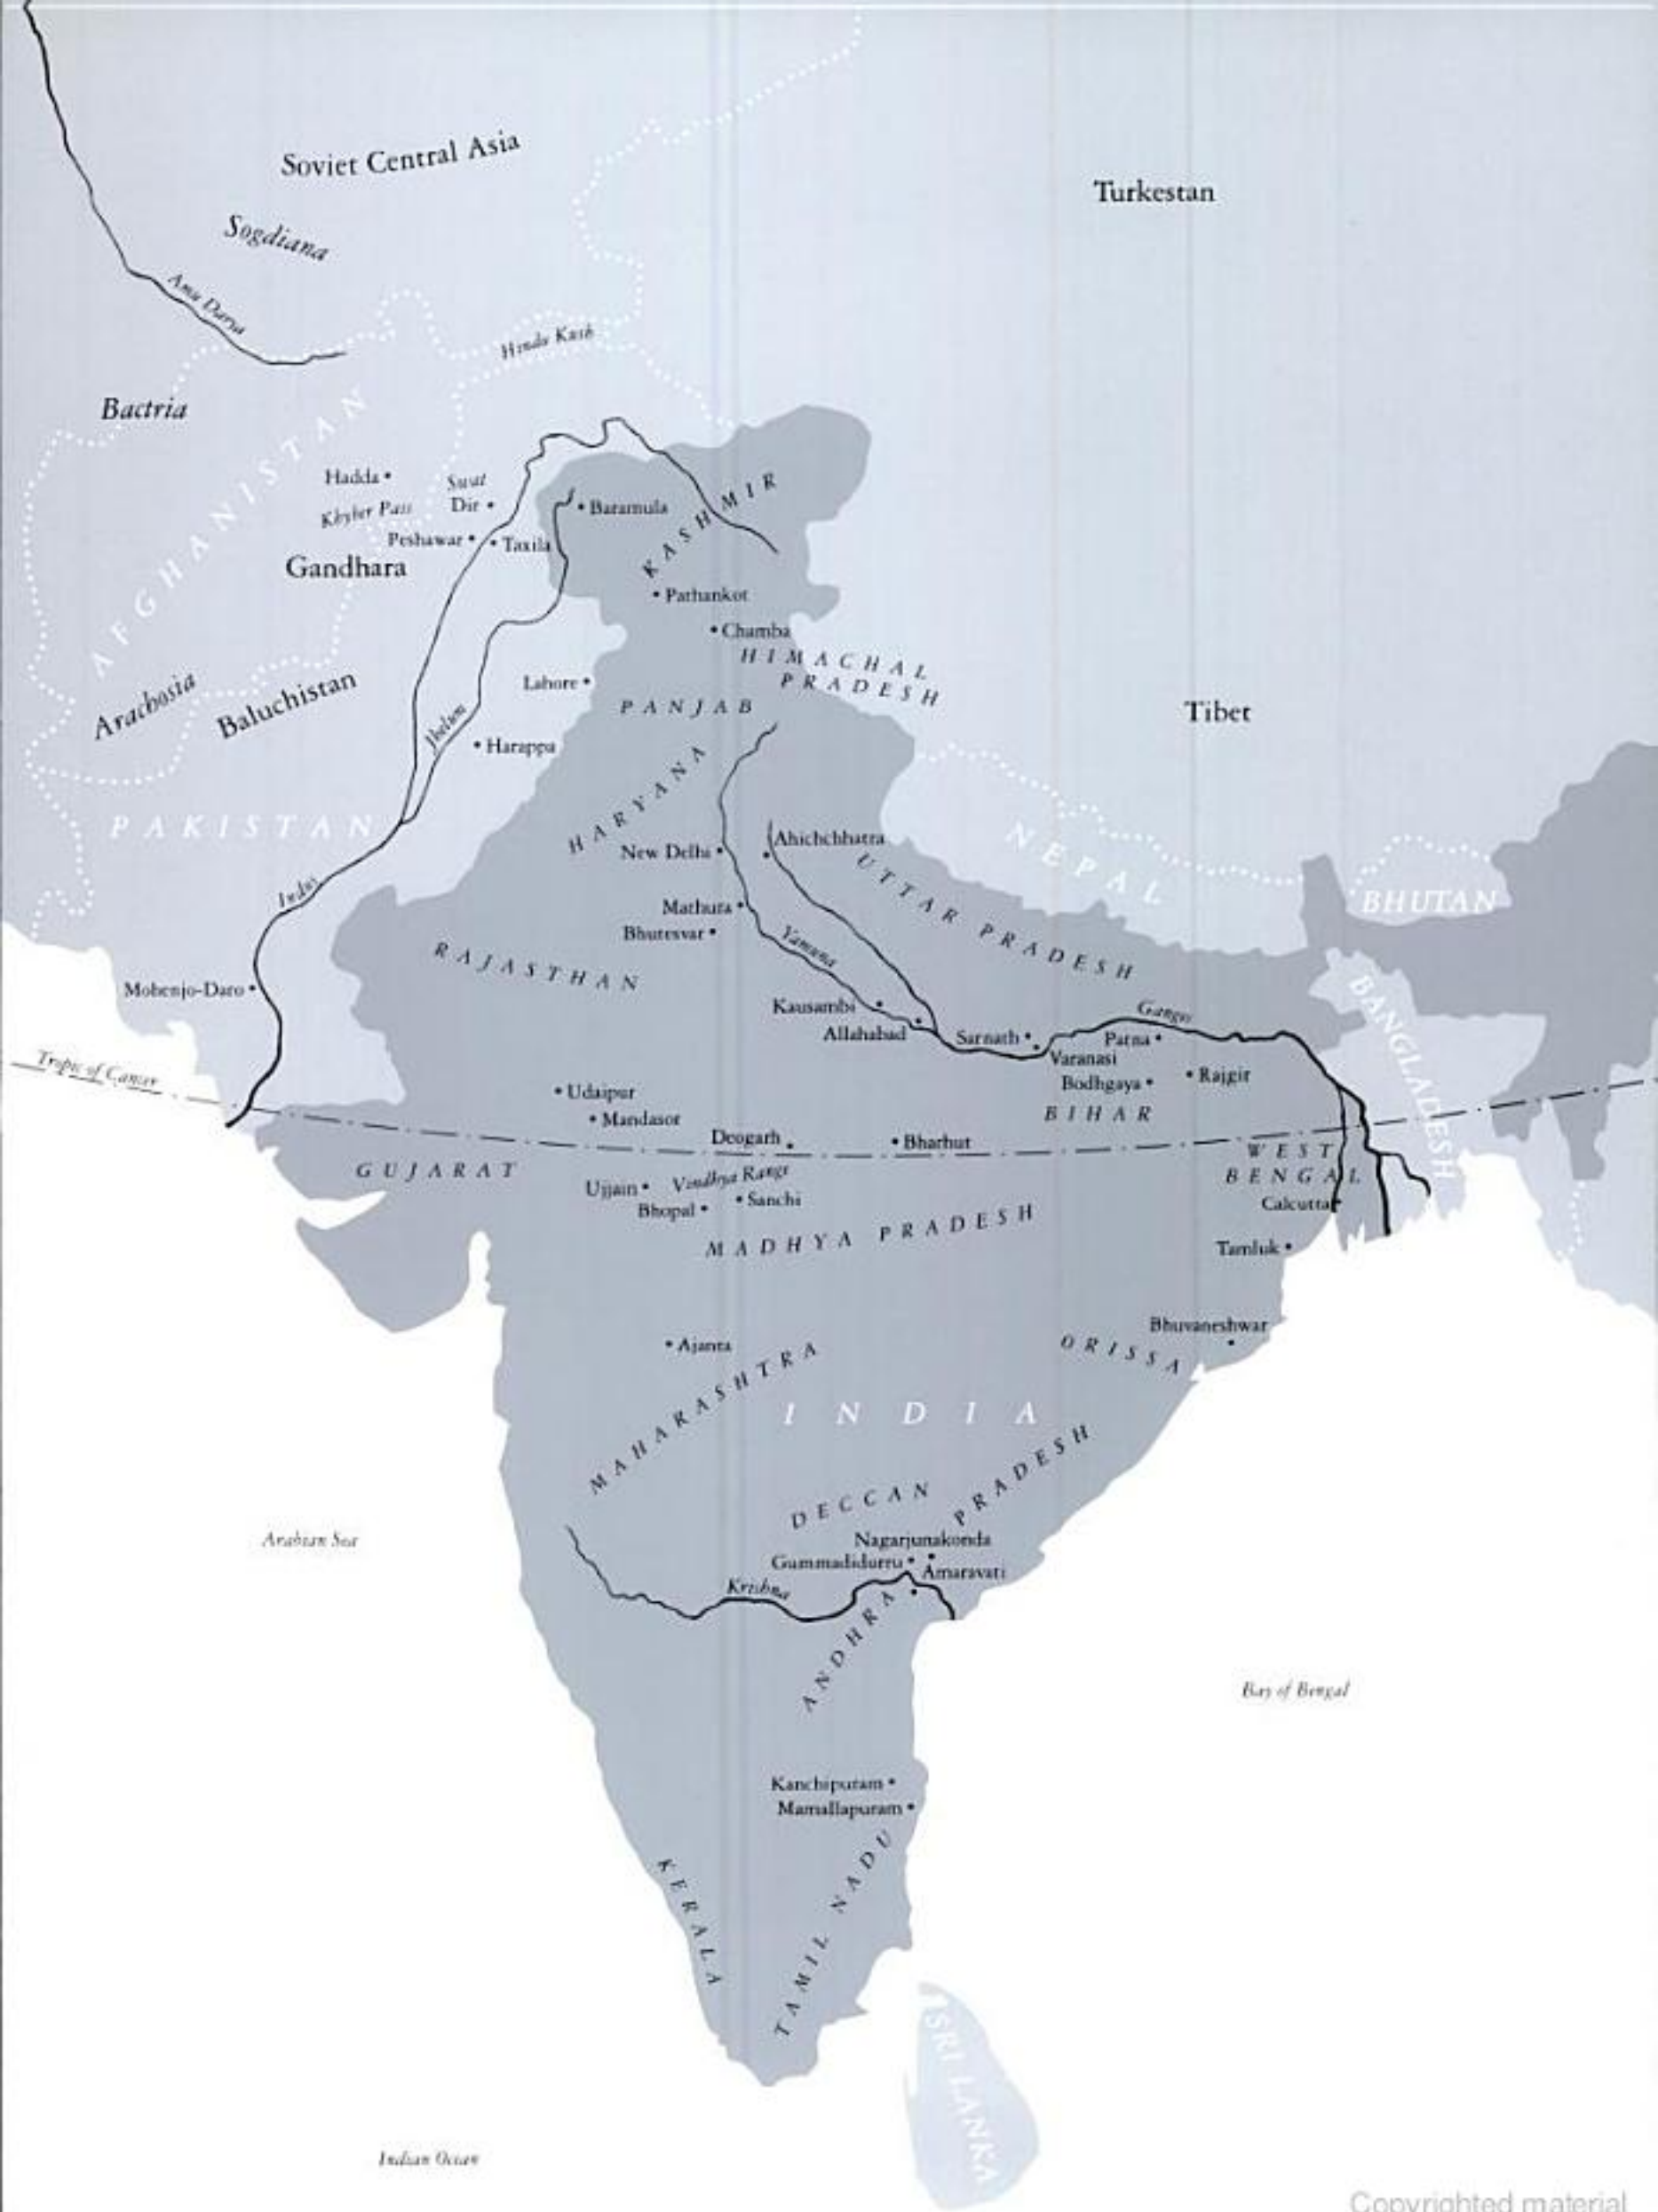 Soviet Central Asia
Turkestan
Sogdiana
Amu Darya
Hindu Kush
Bactria
AFGHANISTAN
Hadda
Swat
Dir
Khyber Pass
Baramula
KASHMIR
Peshawar
Taxila
Gandhara
Pathankot
Chamba
HIMACHAL
PRADESH
Arachosia
Baluchistan
Lahore
PANJAB
Tibet
Jhelum
Harappa
HARYANA
PAKISTAN
New Delhi
Ahichchhatra
NEPAL
UTTAR PRADESH
BHUTAN
Indus
Mathura
Bhutesvar
Yamuna
RAJASTHAN
Mohenjo-Daro
BANGLADESH
Kausambi
Allahabad
Ganges
Sarnath
Patna
Varanasi
Tropic of Cancer
Bodhgaya
Rajgir
Udaipur
Mandasor
BIHAR
Deogarh
Bharhut
WEST
BENGAL
GUJARAT
Ujjain
Vindhya Range
Sanchi
Bhopal
Calcutta
MADHYA PRADESH
Tamluk
Bhuvaneshwar
ORISSA
Ajanta
MAHARASHTRA
INDIA
DECCAN
ANDHRA PRADESH
Arabian Sea
Nagarjunakonda
Gummadidurru
Amaravati
Krishna
Bay of Bengal
Kanchipuram
Mamallapuram
KERALA
TAMIL NADU
SRI LANKA
Indian Ocean
Copyrighted material